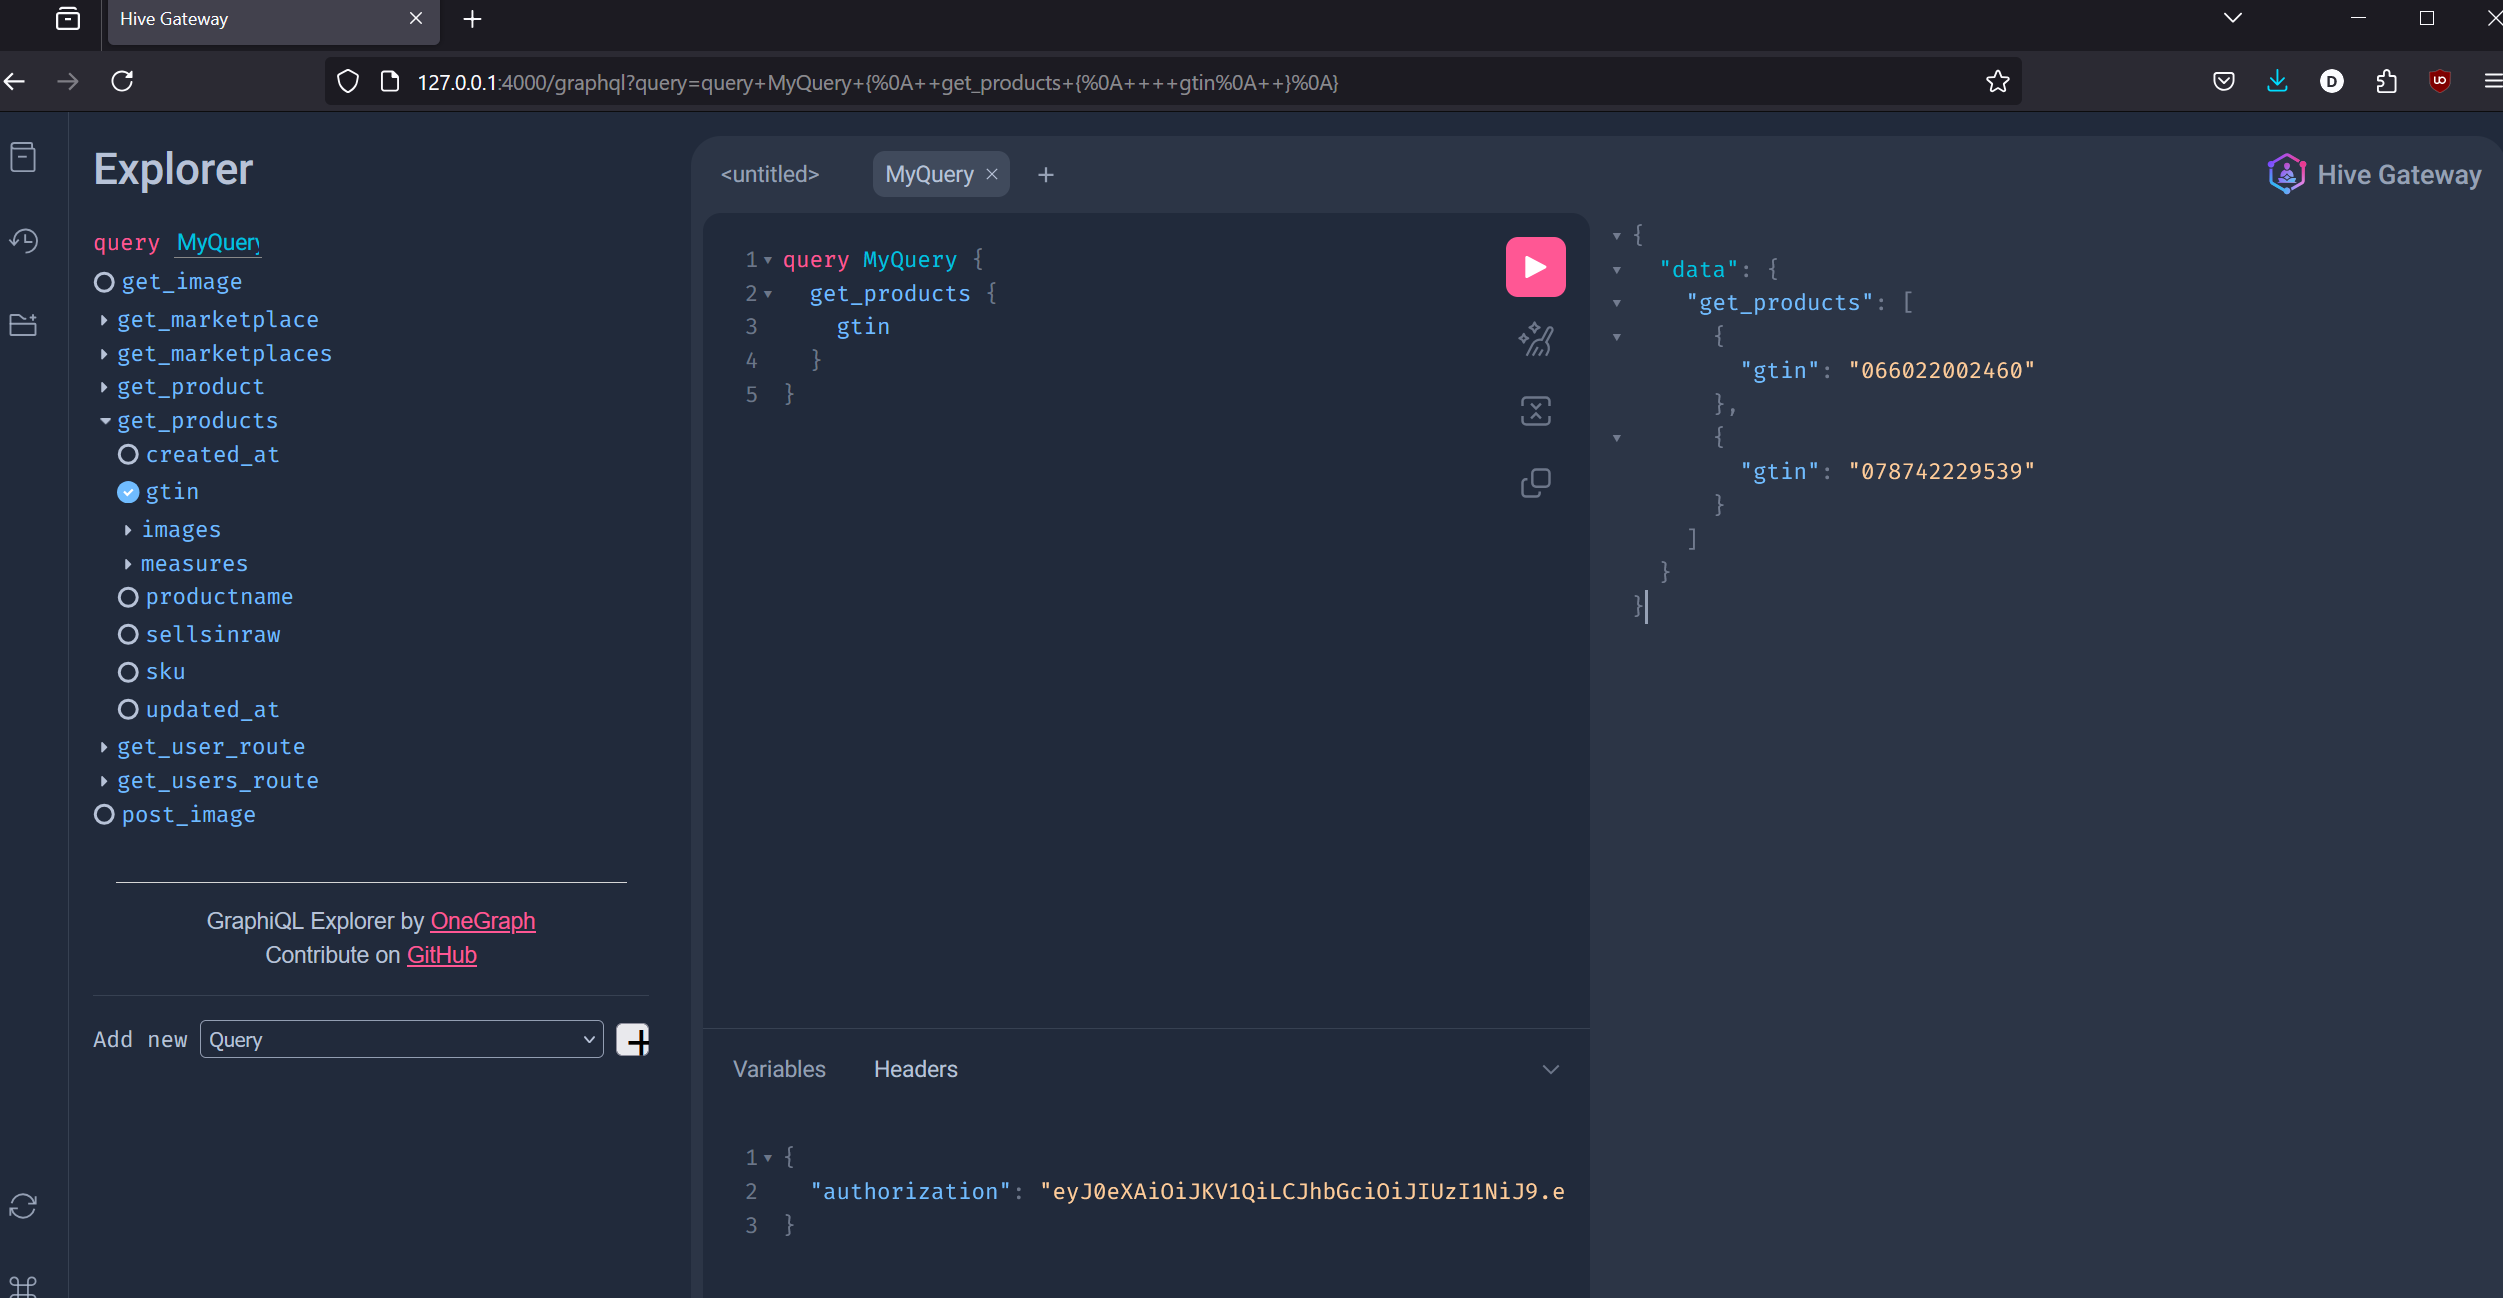 Hive Gateway
127.0.0.1:4000/graphql?query=query+MyQuery+{%0A++get_products+{%0A++++gtin%0A++}%0A}
D
Explorer
query MyQuery
get_image
get_marketplace
get_marketplaces
get_product
get_products
created_at
gtin
images
measures
productname
sellsinraw
sku
updated_at
get_user_route
get_users_route
post_image
GraphiQL Explorer by OneGraph
Contribute on GitHub
Add new Query
<untitled> MyQuery
1 query MyQuery {
2 get_products {
3 gtin
4 }
5 }
Variables Headers
1 {
2 "authorization": "eyJ0eXAiOiJKV1QiLCJhbGciOiJIUzI1NiJ9.e
3 }
Hive Gateway
{
"data": {
"get_products": [
{
"gtin": "066022002460"
},
{
"gtin": "078742229539"
}
]
}
}